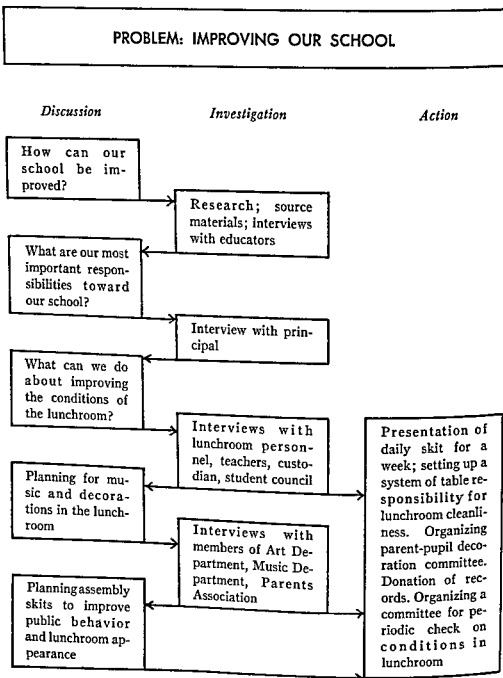 PROBLEM: IMPROVING OUR SCHOOL
Discussion
Investigation
Action
How can our
school be im-
proved?
Research; source
materials; interviews
with educators
What are our most
important respon-
sibilities toward
our school?
Interview with prin-
cipal
What can we do
about improving
the conditions of
the lunchroom?
Interviews with
lunchroom person-
nel, teachers, custo-
dian, student council
Planning for mu-
sic and decora-
tions in the lunch-
room
Interviews with
members of Art De-
partment, Music De-
partment, Parents
Association
Planning assembly
skits to improve
public behavior
and lunchroom ap-
pearance
Presentation of
daily skit for a
week; setting up a
system of table re-
sponsibility for
lunchroom cleanli-
ness. Organizing
parent-pupil deco-
ration committee.
Donation of rec-
ords. Organizing a
committee for pe-
riodic check on
conditions in
lunchroom